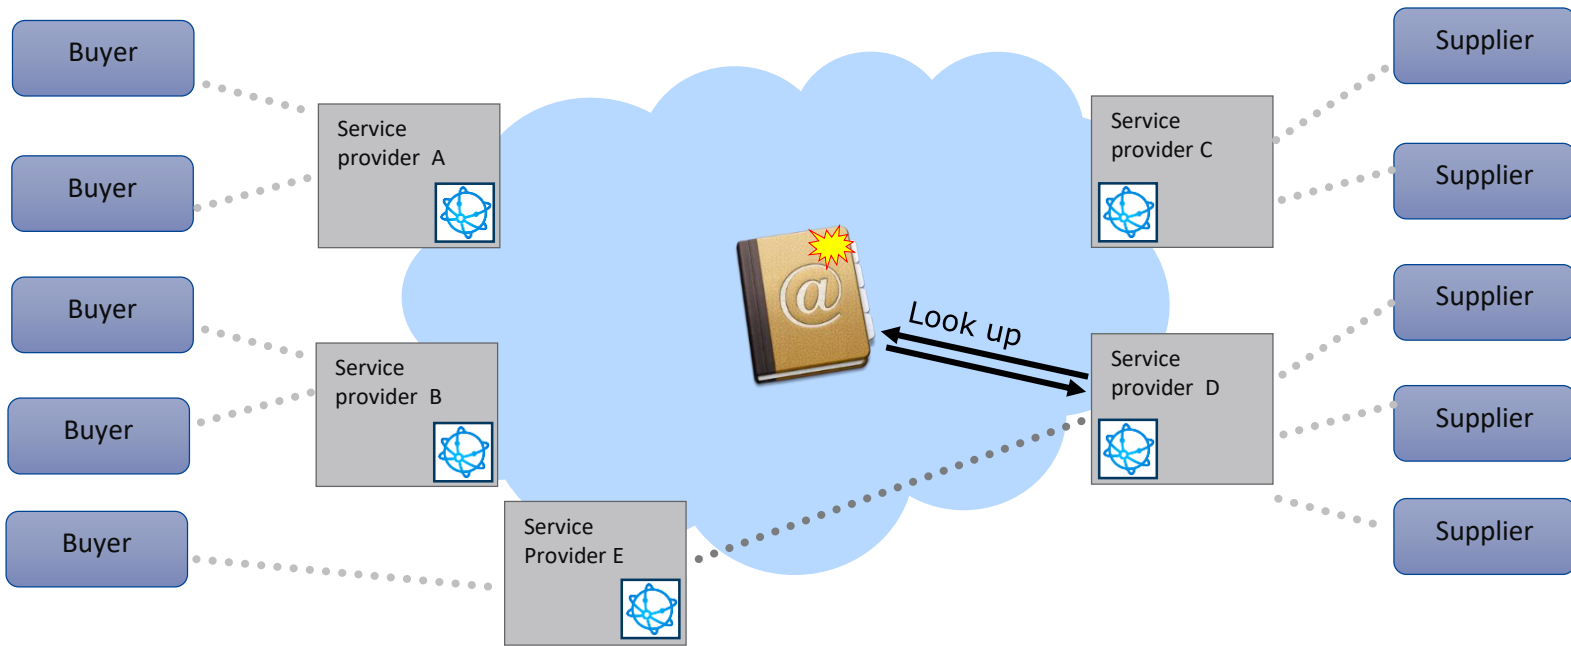 Buyer
Supplier
Service
provider A
Service
provider C
Buyer
Supplier
@
Buyer
Supplier
Look up
Service
provider B
Service
provider D
Buyer
Supplier
Service
Provider E
Buyer
Supplier